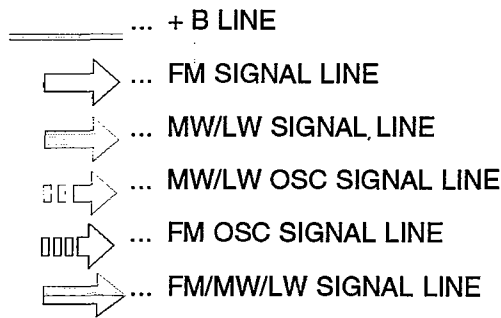 ... + B LINE
... FM SIGNAL LINE
... MW/LW SIGNAL LINE
... MW/LW OSC SIGNAL LINE
... FM OSC SIGNAL LINE
... FM/MW/LW SIGNAL LINE